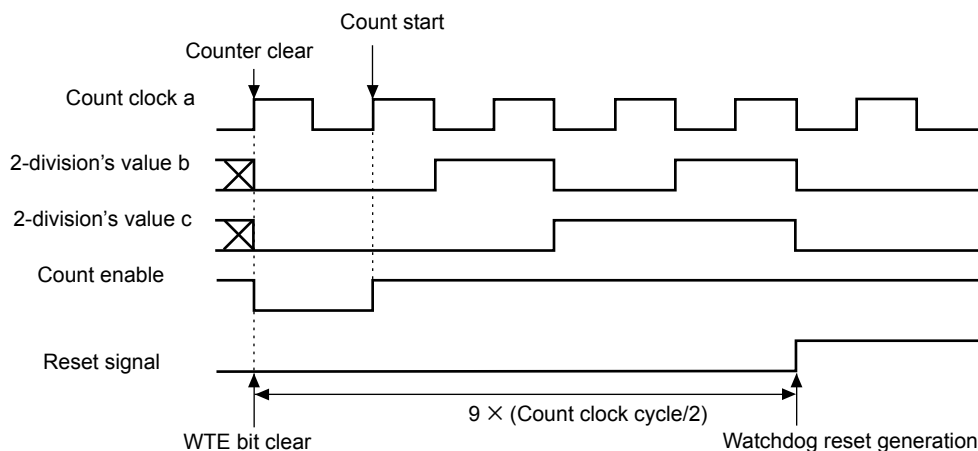 Count start
Counter clear
Count clock a
2-division’s value b
2-division’s value c
Count enable
Reset signal
9 × (Count clock cycle/2)
WTE bit clear
Watchdog reset generation